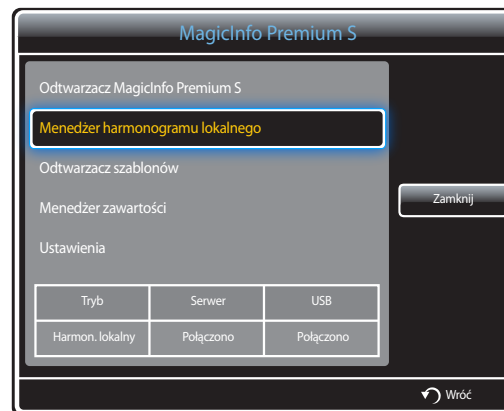 MagicInfo Premium S
Odtwarzacz MagicInfo Premium S
Menedżer harmonogramu lokalnego
Odtwarzacz szablonów
Menedżer zawartości
Ustawienia
Zamknij
Tryb Serwer USB
Harmon. lokalny Połączono Połączono
Wróć